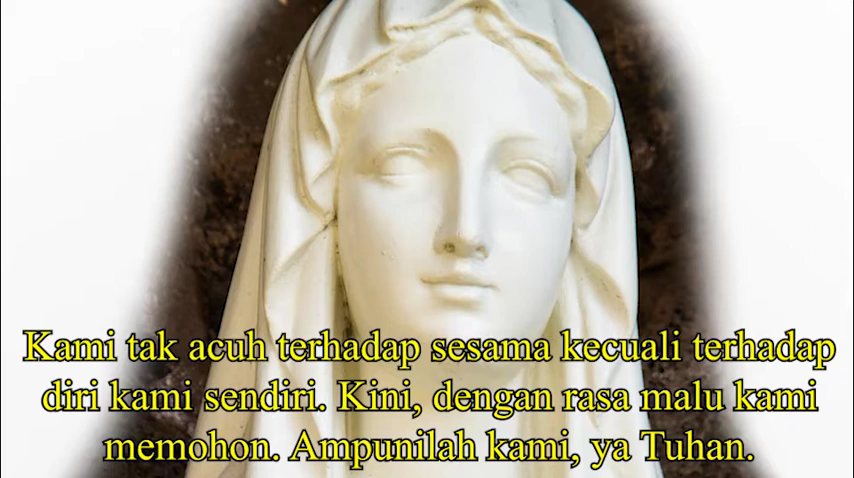 Kami tak acuh terhadap sesama kecuali terhadap
diri kami sendiri. Kini, dengan rasa malu kami
memohon. Ampunilah kami, ya Tuhan.